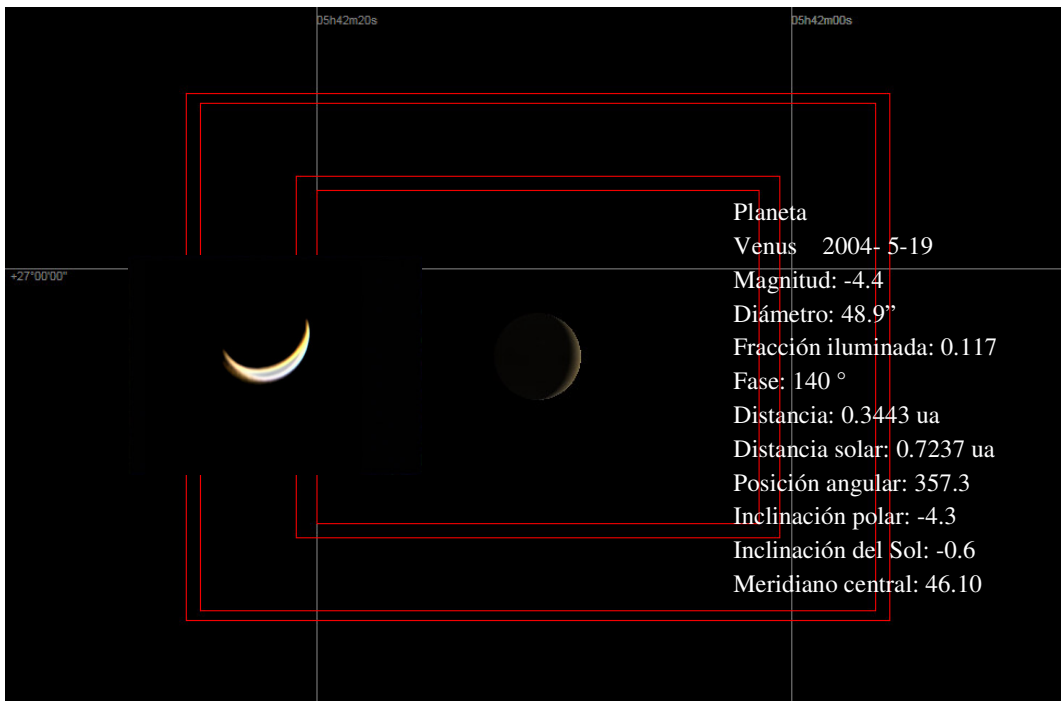 05h42m20s
05h42m00s
+27°00'00"
Planeta
Venus 2004- 5-19
Magnitud: -4.4
Diámetro: 48.9”
Fracción iluminada: 0.117
Fase: 140 °
Distancia: 0.3443 ua
Distancia solar: 0.7237 ua
Posición angular: 357.3
Inclinación polar: -4.3
Inclinación del Sol: -0.6
Meridiano central: 46.10